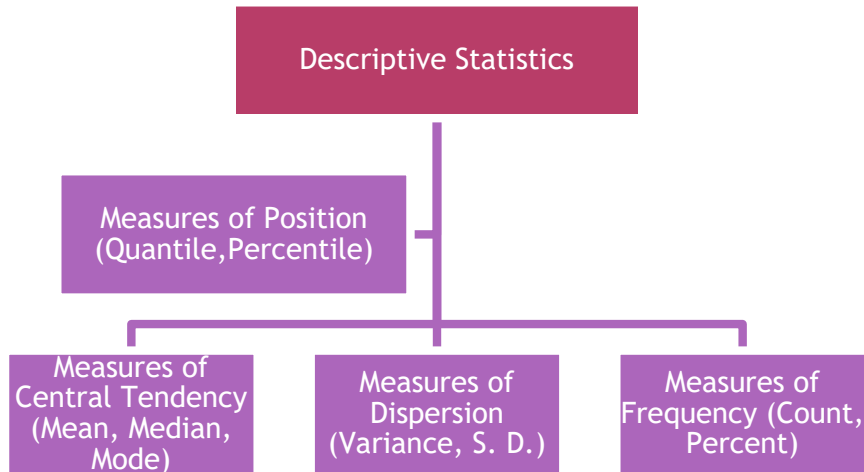 Descriptive Statistics
Measures of Position
(Quantile,Percentile)
Measures of
Central Tendency
(Mean, Median,
Mode)
Measures of
Dispersion
(Variance, S. D.)
Measures of
Frequency (Count,
Percent)